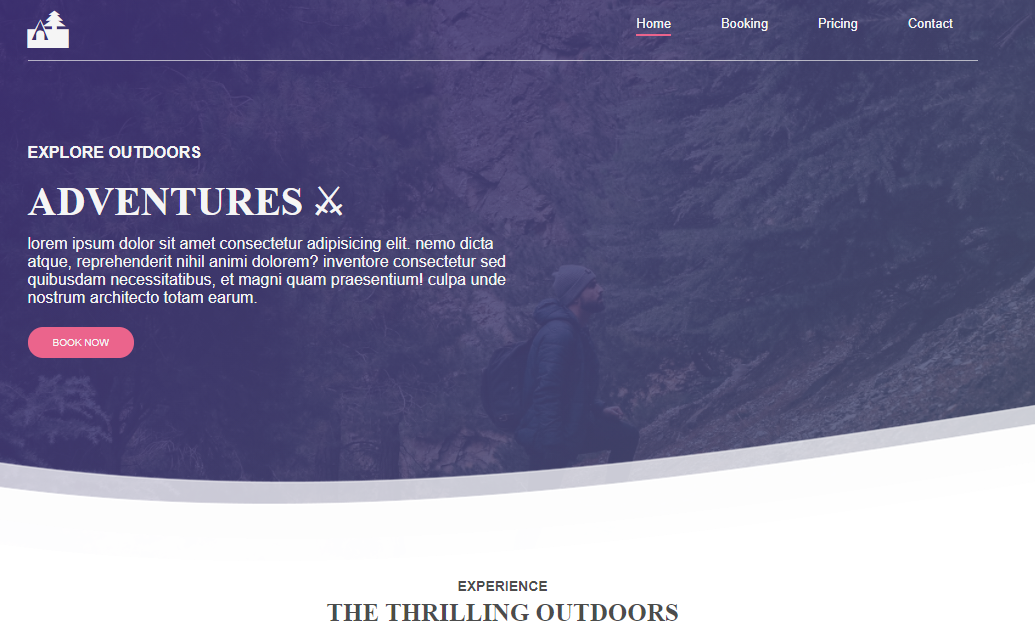 Home Booking Pricing Contact
EXPLORE OUTDOORS
ADVENTURES ⚔
lorem ipsum dolor sit amet consectetur adipisicing elit. nemo dicta
atque, reprehenderit nihil animi dolorem? inventore consectetur sed
quibusdam necessitatibus, et magni quam praesentium! culpa unde
nostrum architecto totam earum.
BOOK NOW
EXPERIENCE
THE THRILLING OUTDOORS